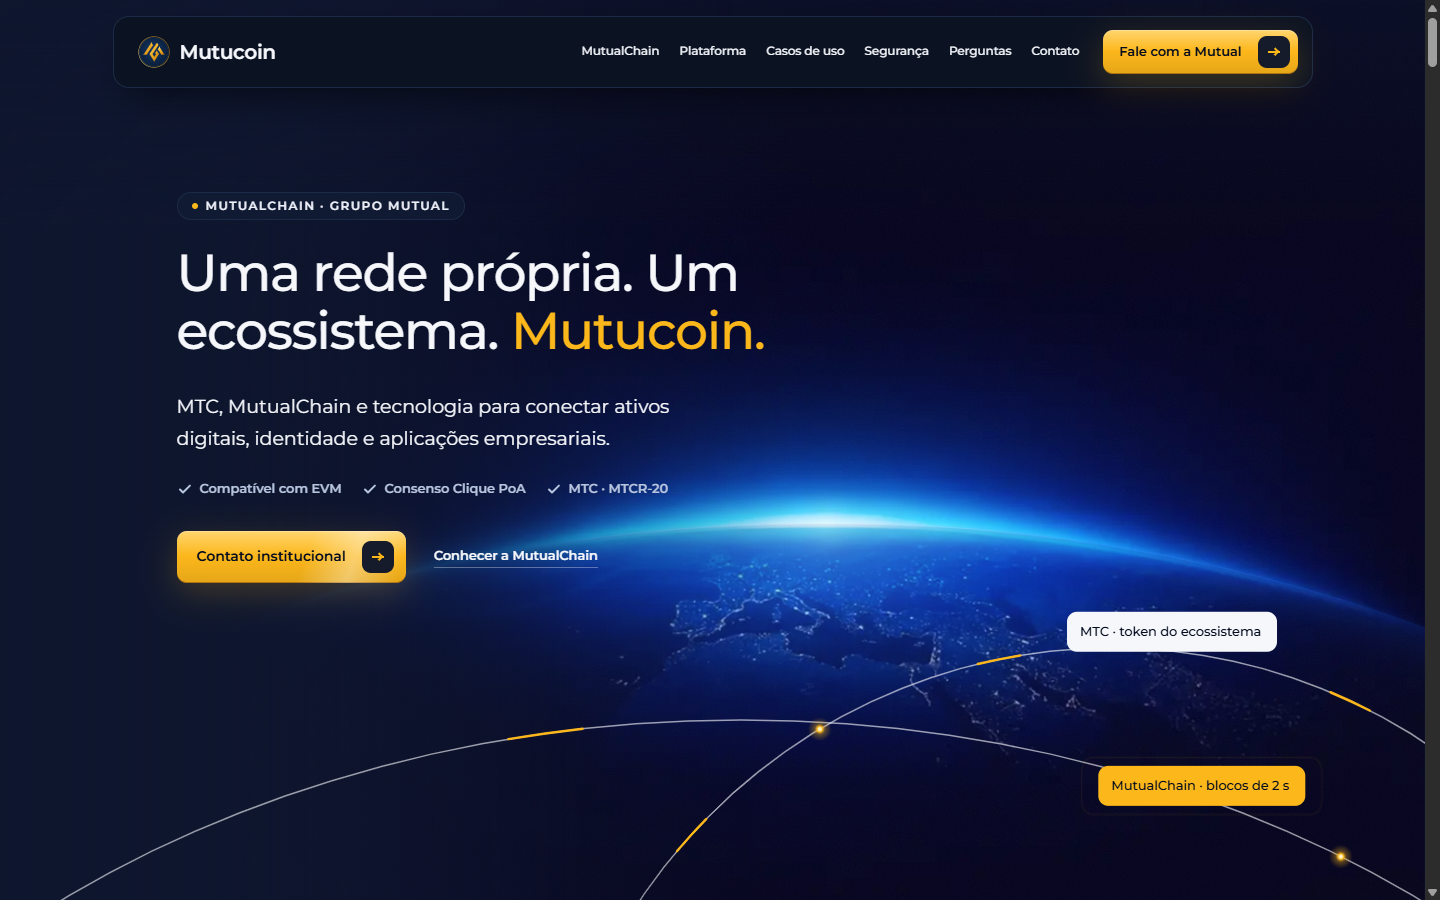 Mutucoin
MutualChain
Plataforma
Casos de uso
Segurança
Perguntas
Contato
Fale com a Mutual
MUTUALCHAIN · GRUPO MUTUAL
Uma rede própria. Um
ecossistema. Mutucoin.
MTC, MutualChain e tecnologia para conectar ativos
digitais, identidade e aplicações empresariais.
Compatível com EVM
Consenso Clique PoA
MTC · MTCR-20
Contato institucional
Conhecer a MutualChain
MTC · token do ecossistema
MutualChain · blocos de 2 s